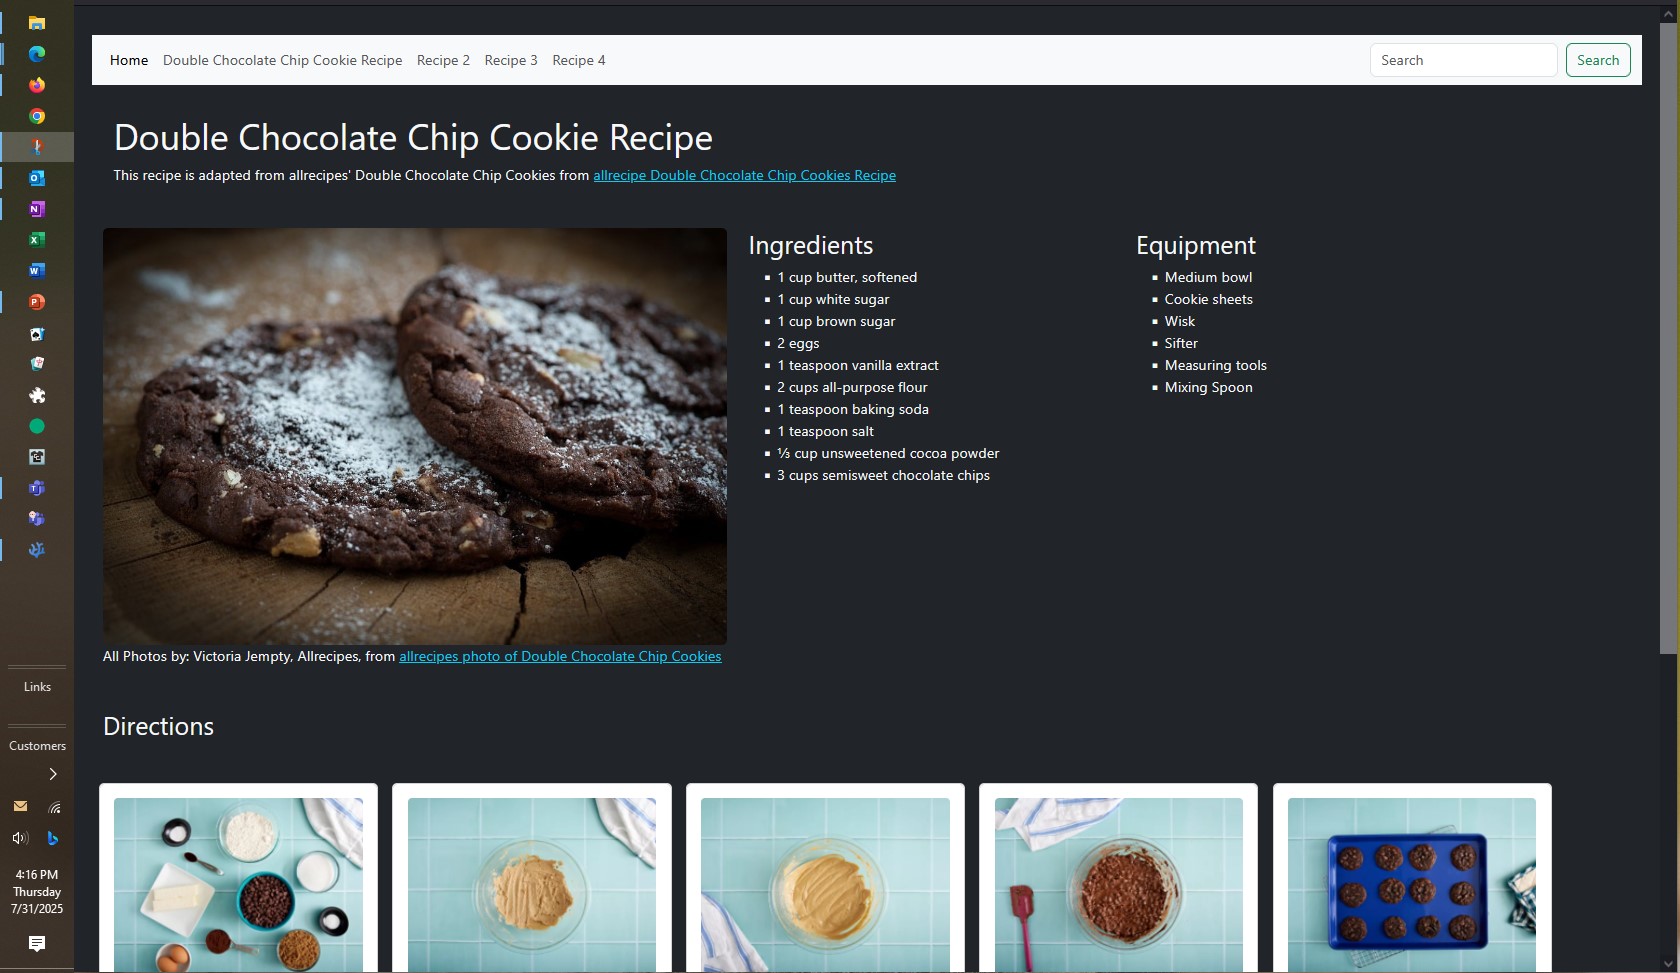 Home Double Chocolate Chip Cookie Recipe Recipe 2 Recipe 3 Recipe 4 Search Search
Double Chocolate Chip Cookie Recipe
This recipe is adapted from allrecipes' Double Chocolate Chip Cookies from allrecipe Double Chocolate Chip Cookies Recipe
Ingredients
1 cup butter, softened
1 cup white sugar
1 cup brown sugar
2 eggs
1 teaspoon vanilla extract
2 cups all-purpose flour
1 teaspoon baking soda
1 teaspoon salt
⅓ cup unsweetened cocoa powder
3 cups semisweet chocolate chips
Equipment
Medium bowl
Cookie sheets
Wisk
Sifter
Measuring tools
Mixing Spoon
All Photos by: Victoria Jempty, Allrecipes, from allrecipes photo of Double Chocolate Chip Cookies
Directions
Links
Customers
4:16 PM
Thursday
7/31/2025